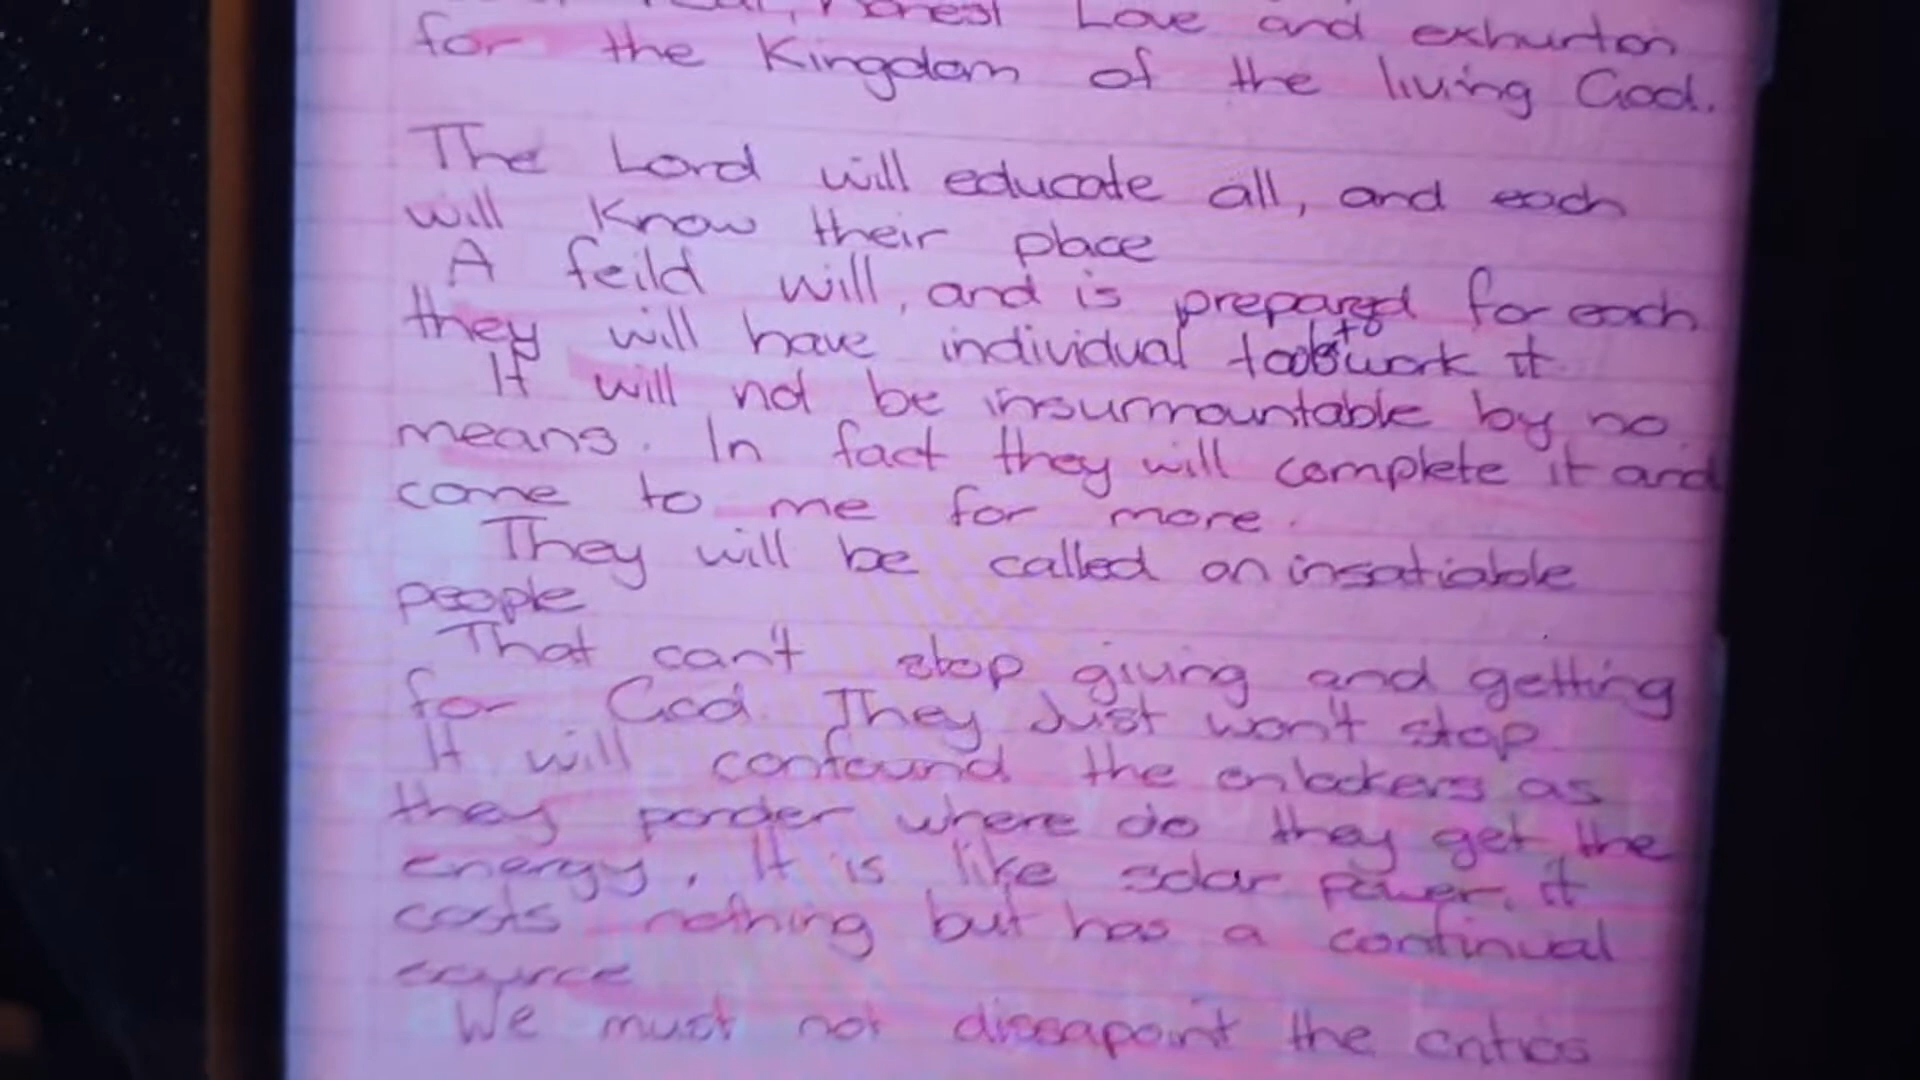 Honest Love and exhurton
for the Kingdom of the living God.
The Lord will educate all, and each
will Know their place
A feild will, and is prepared for each
they will have individual tools to work it
It will not be insurmountable by no
means. In fact they will complete it and
come to me for more.
They will be called an insatiable
people
That can't stop giving and getting
for God. They Just won't stop
It will confound the onlookers as
they ponder where do they get the
energy. It is like solar power, it
costs nothing but has a continual
source
We must not dissapoint the critics